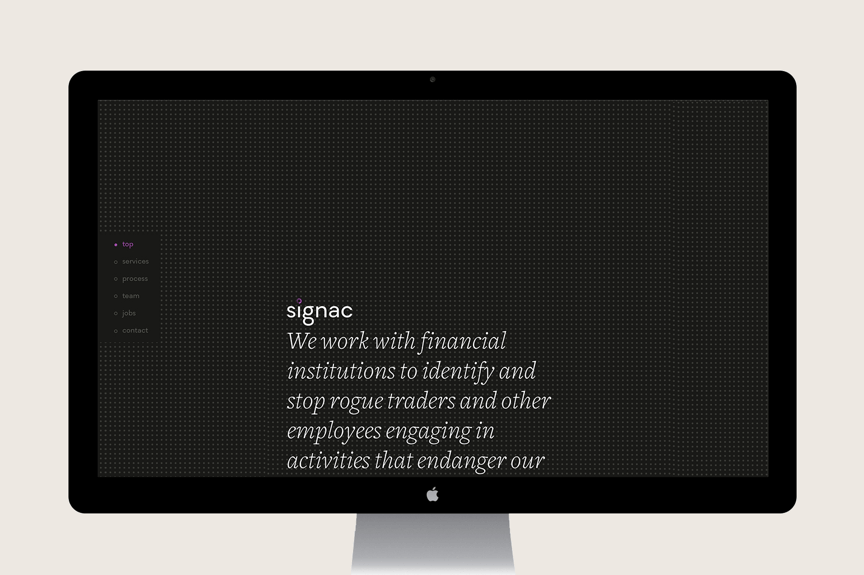 top
services
process
team
jobs
contact
signac
We work with financial
institutions to identify and
stop rogue traders and other
employees engaging in
activities that endanger our